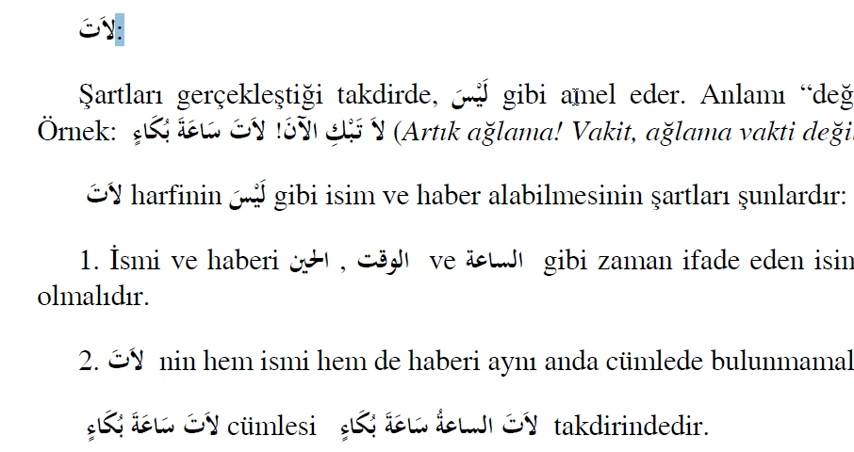 لاَتَ:
Şartları gerçekleştiği takdirde, لَيْسَ gibi amel eder. Anlamı “değ
Örnek: لاَ تَبْكِ الآنَ! لاَتَ سَاعَةَ بُكَاءٍ (Artık ağlama! Vakit, ağlama vakti deği
لاَتَ harfinin لَيْسَ gibi isim ve haber alabilmesinin şartları şunlardır:
1. İsmi ve haberi الحين , الوقت ve الساعة gibi zaman ifade eden isin
olmalıdır.
2. لاَتَ nin hem ismi hem de haberi aynı anda cümlede bulunmamal
لاَتَ سَاعَةَ بُكَاءٍ cümlesi لاَتَ الساعةُ سَاعَةَ بُكَاءٍ takdirindedir.